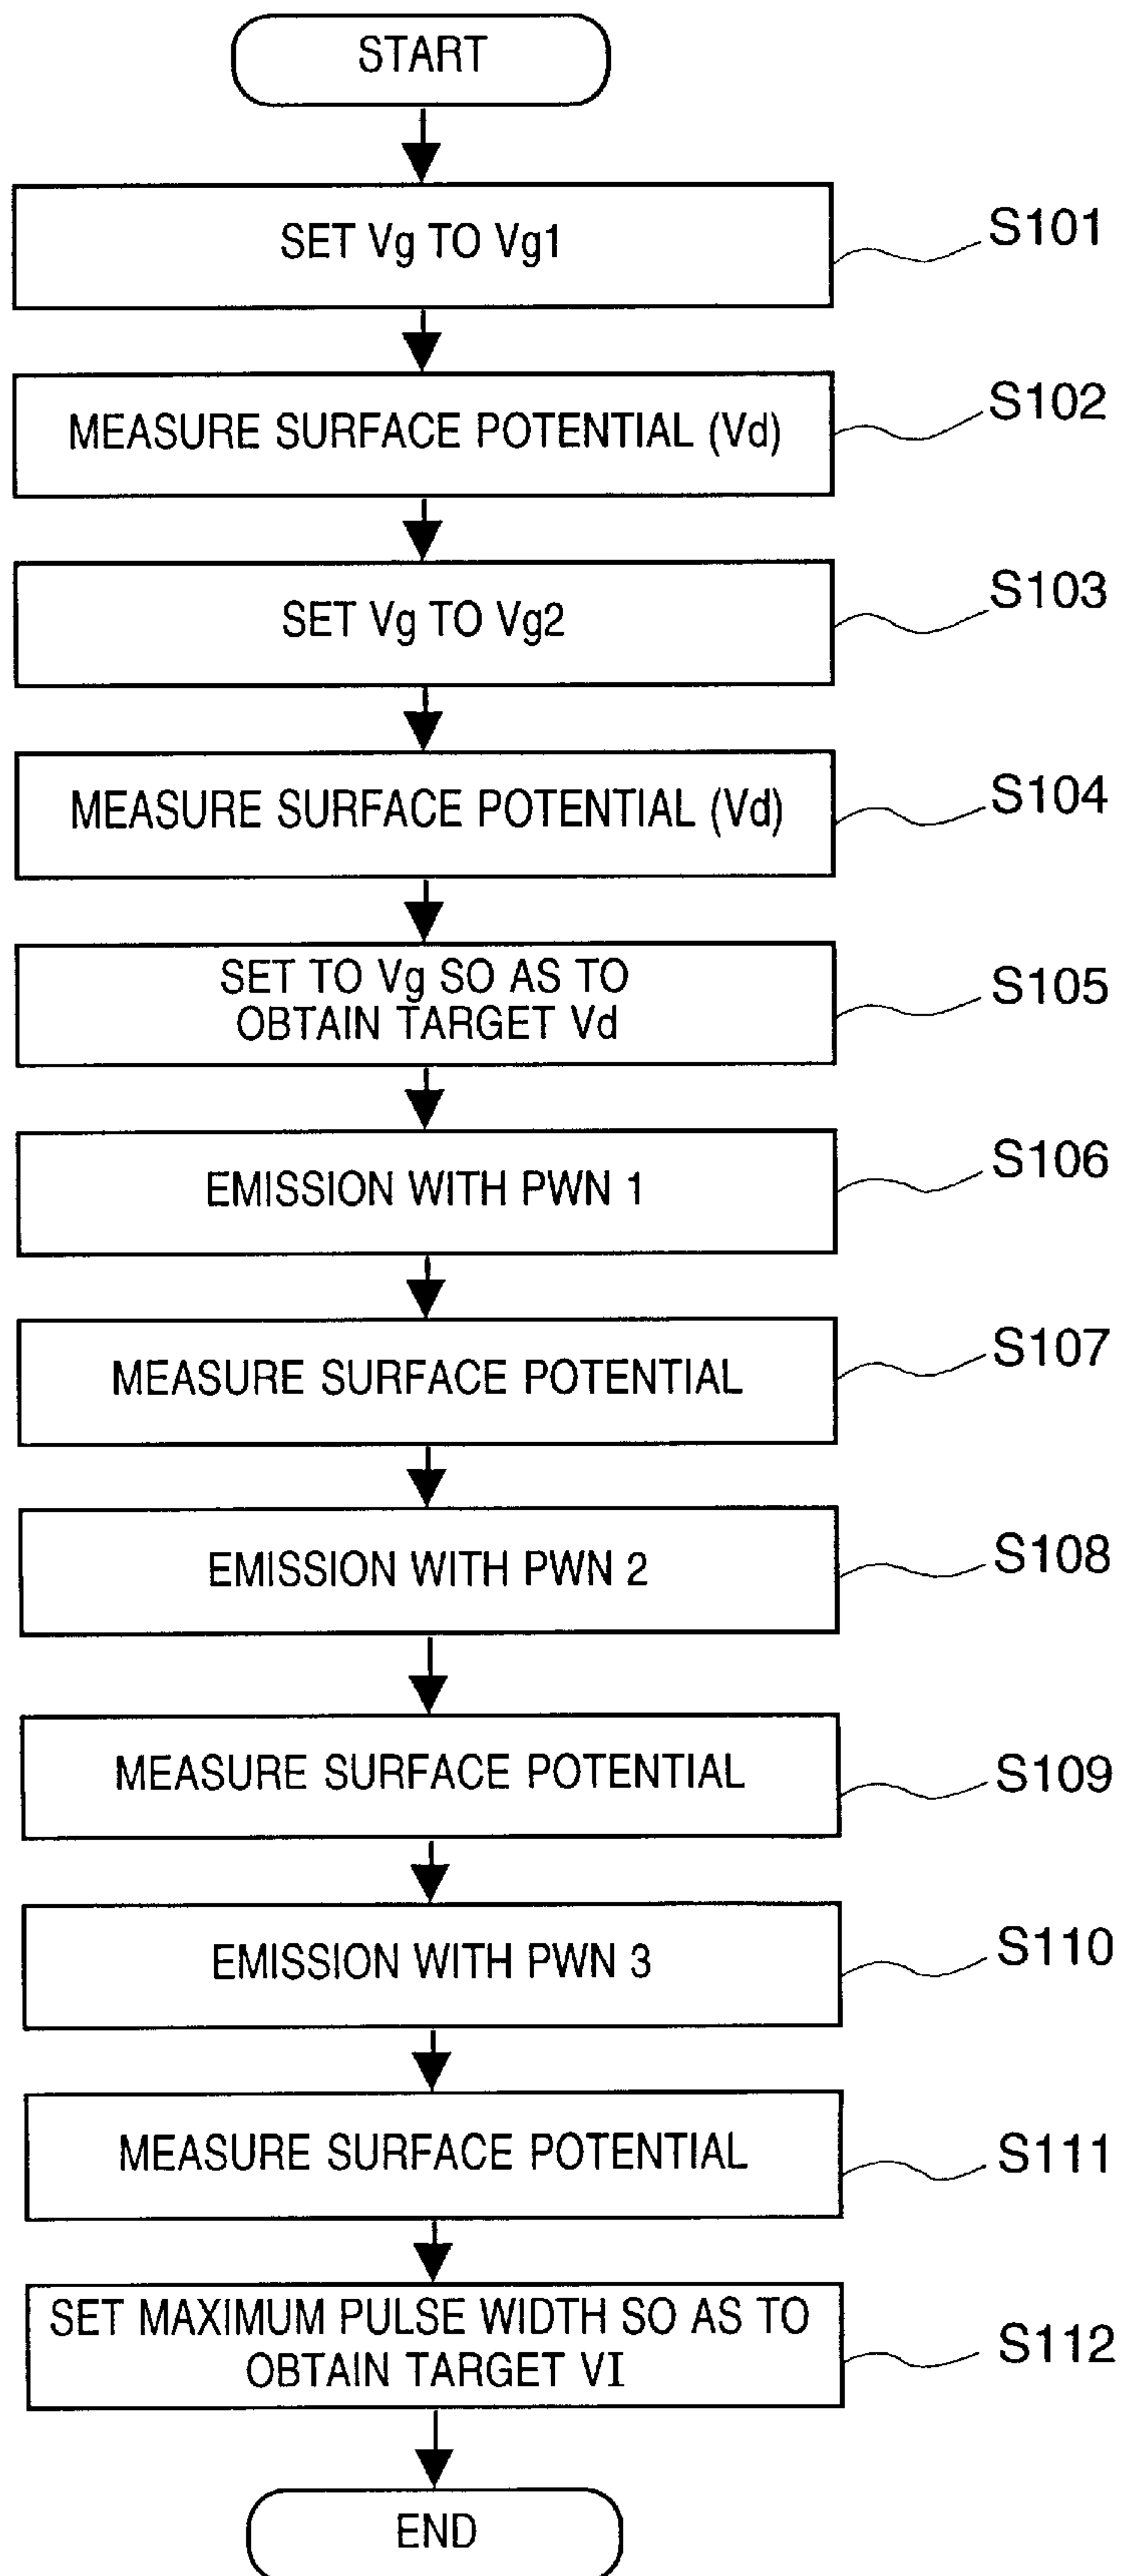 START
SET Vg TO Vg1
S101
MEASURE SURFACE POTENTIAL (Vd)
S102
SET Vg TO Vg2
S103
MEASURE SURFACE POTENTIAL (Vd)
S104
SET TO Vg SO AS TO
OBTAIN TARGET Vd
S105
EMISSION WITH PWN 1
S106
MEASURE SURFACE POTENTIAL
S107
EMISSION WITH PWN 2
S108
MEASURE SURFACE POTENTIAL
S109
EMISSION WITH PWN 3
S110
MEASURE SURFACE POTENTIAL
S111
SET MAXIMUM PULSE WIDTH SO AS TO
OBTAIN TARGET VI
S112
END